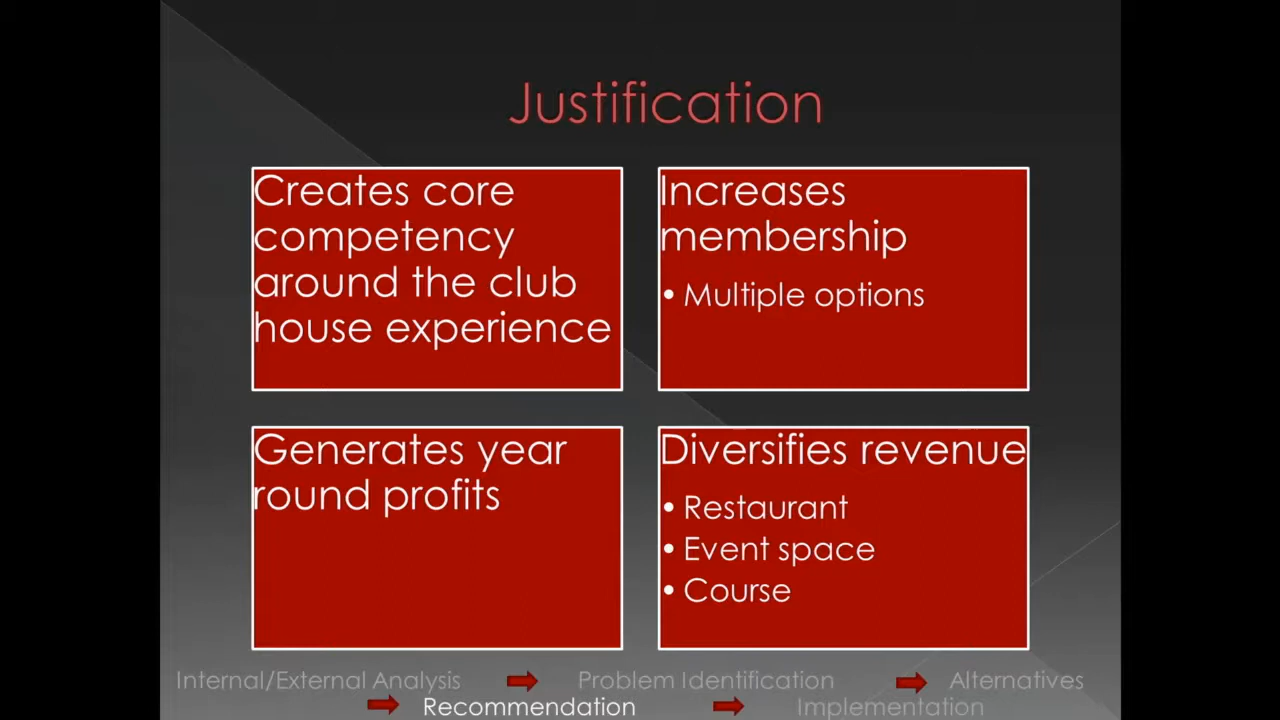 Justification
Creates core
competency
around the club
house experience
Increases
membership
• Multiple options
Generates year
round profits
Diversifies revenue
• Restaurant
• Event space
• Course
Internal/External Analysis Problem Identification Alternatives
Recommendation Implementation